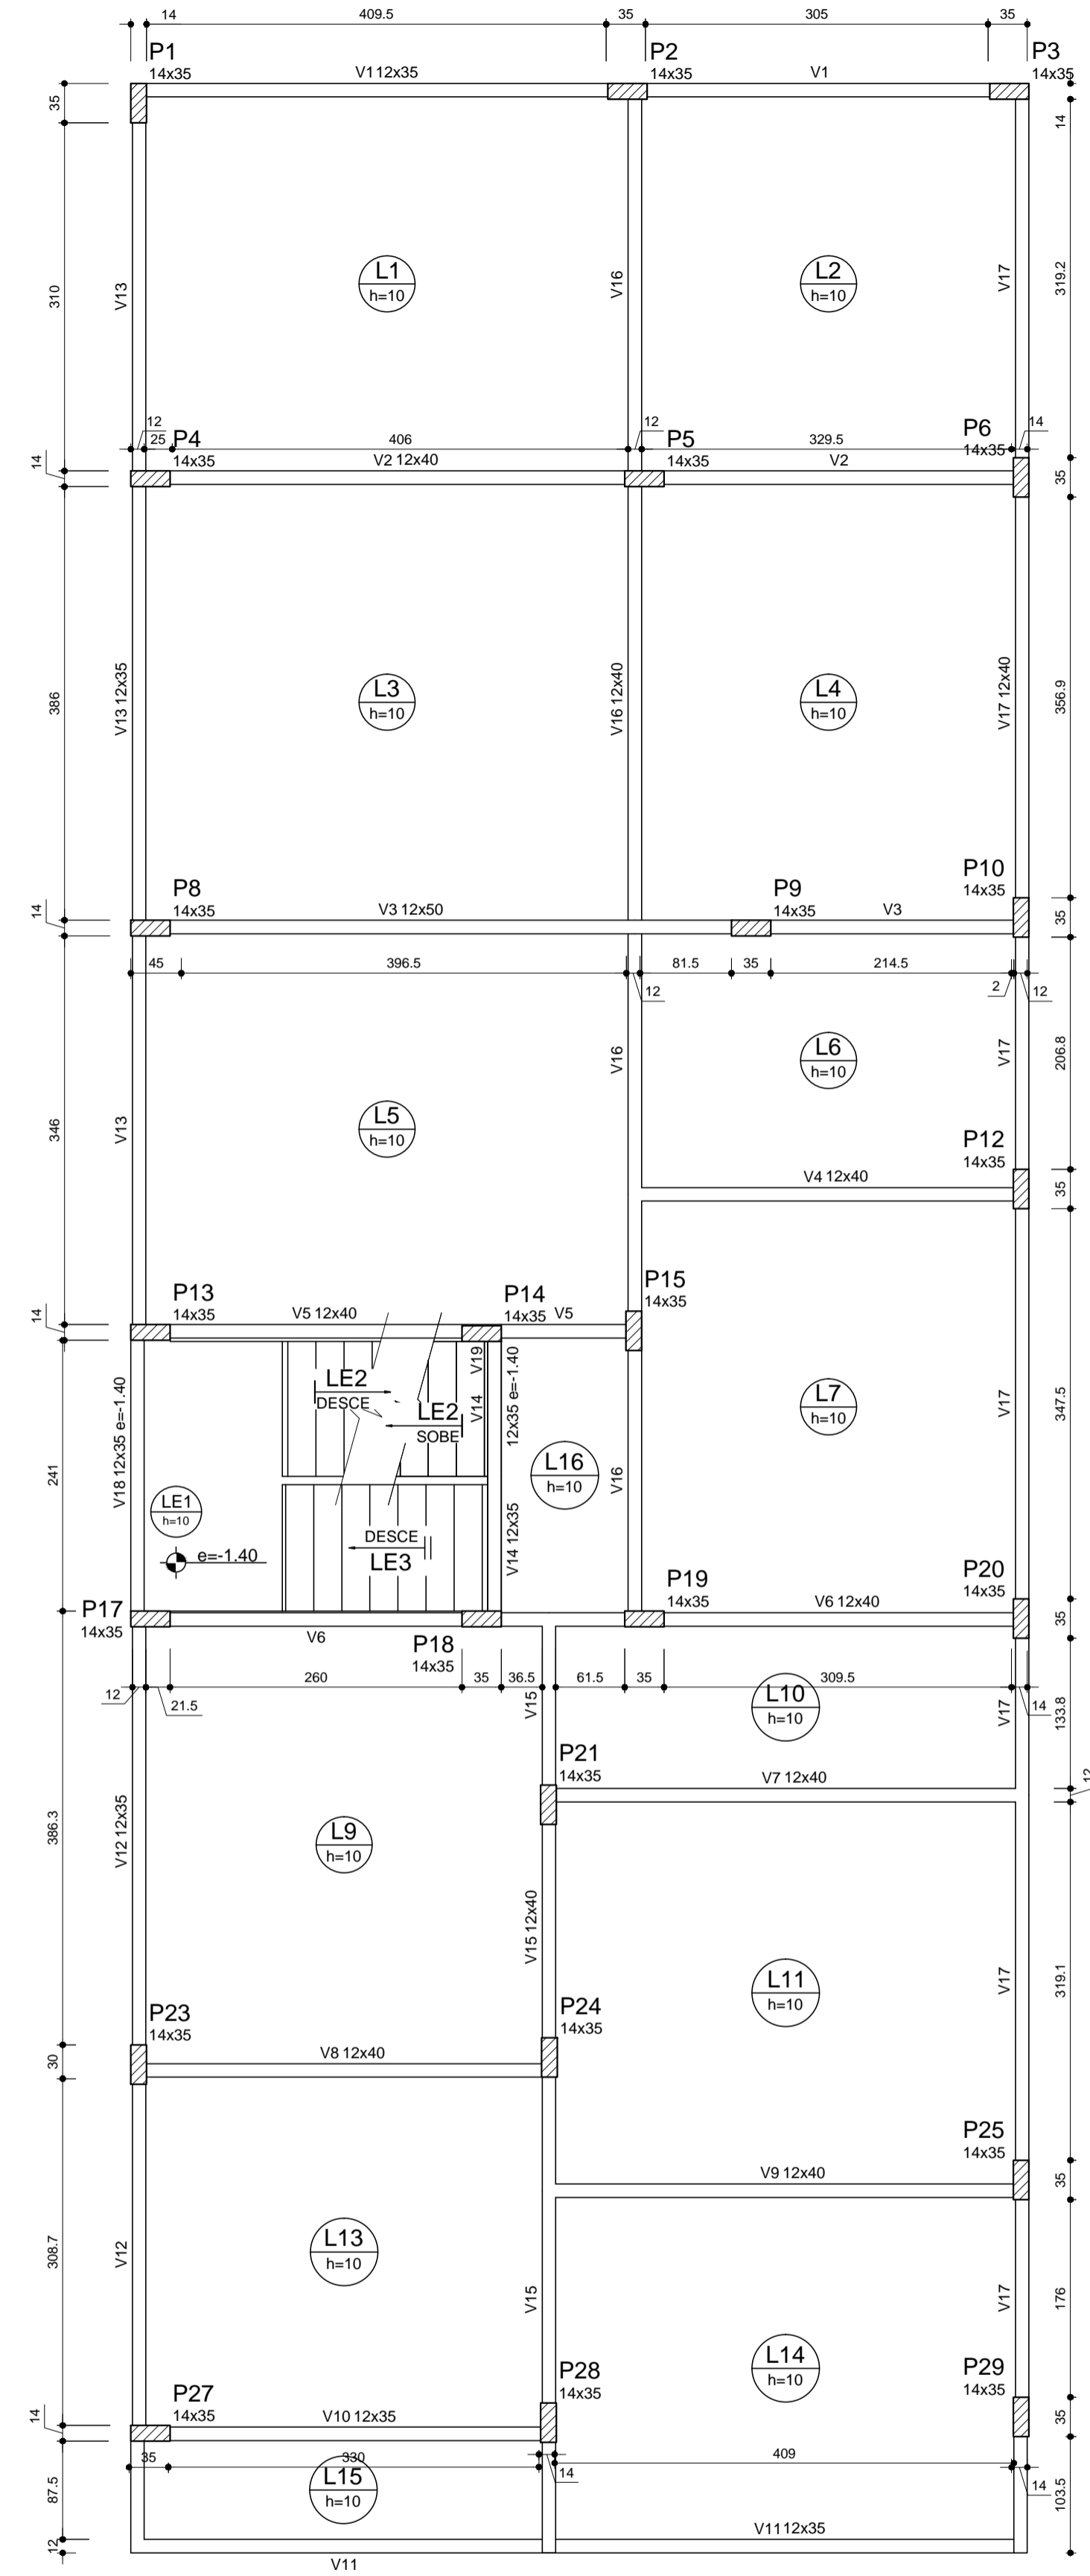 14 409.5 35 305 35
P1 P2 P3
14x35 V1 12x35 14x35 V1 14x35
35
14
310
V13
L1
h=10
V16
L2
h=10
V17
319.2
12 12 P6 14
25 P4 406 P5 329.5 14x35
14 14x35 V2 12x40 14x35 V2
35
386
V13 12x35
L3
h=10
V16 12x40
L4
h=10
V17 12x40
356.9
P10
14x35
P8 P9
14x35 V3 12x50 14x35 V3
14
35
45 396.5 81.5 35 214.5
12 2 12
346
V13
L5
h=10
V16
L6
h=10
V17
206.8
P12
14x35
V4 12x40
35
P13 P14 P15
14x35 V5 12x40 14x35 V5 14x35
14
241
V18 12x35 e=-1.40
LE2
DESCE
LE2
SOBE
V19
V14
12x35 e=-1.40
L7
h=10
V17
347.5
L16
h=10
V16
LE1
h=10
e=-1.40
DESCE
LE3
V14 12x35
P17 P19 P20
14x35 14x35 V6 12x40 14x35
V6 P18
14x35
35
260 35 36.5 61.5 35 309.5
12 21.5 14
V15
L10
h=10
V17
133.8
P21
14x35 V7 12x40
12
386.3
V12 12x35
L9
h=10
V15 12x40
L11
h=10
V17
319.1
P23 P24
14x35 14x35
30
V8 12x40
P25
14x35
V9 12x40
35
308.7
V12
L13
h=10
V15
V17
176
L14
h=10
P28 P29
14x35 14x35
P27
14x35 V10 12x35
14
35
35 330 409
14 14
87.5
L15
h=10
103.5
V11 12x35
12
V11